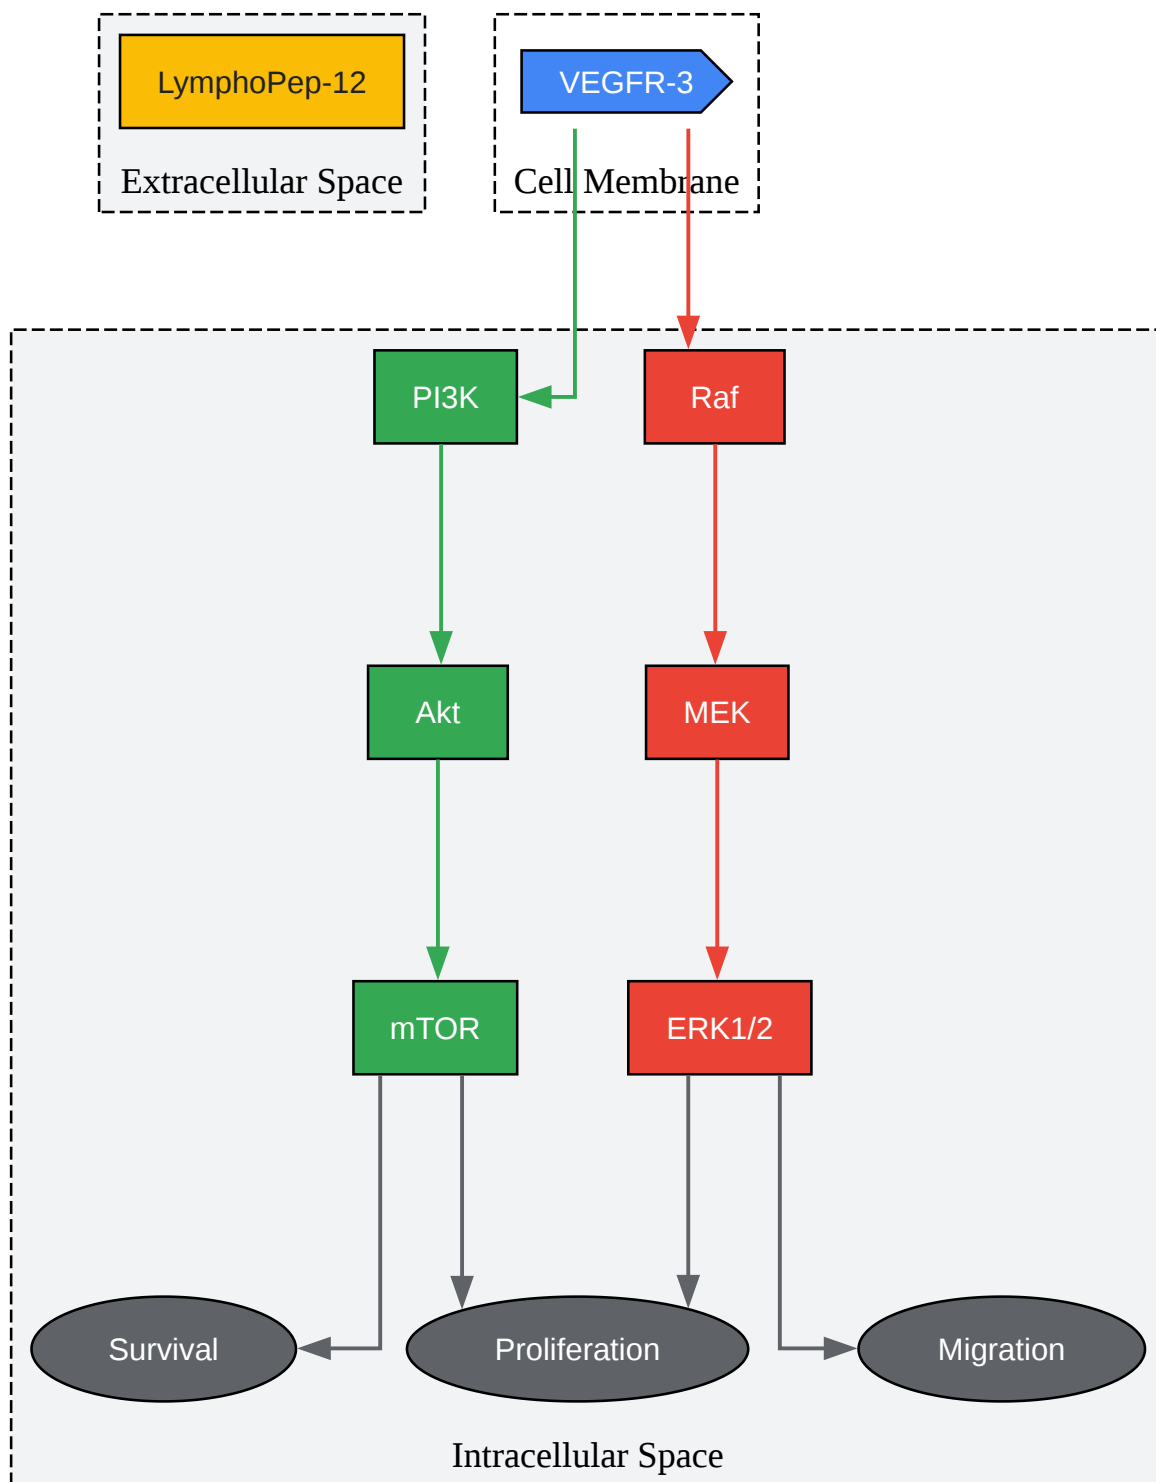 LymphoPep-12
VEGFR-3
Extracellular Space
Cell Membrane
PI3K
Raf
Akt
MEK
mTOR
ERK1/2
Survival
Proliferation
Migration
Intracellular Space